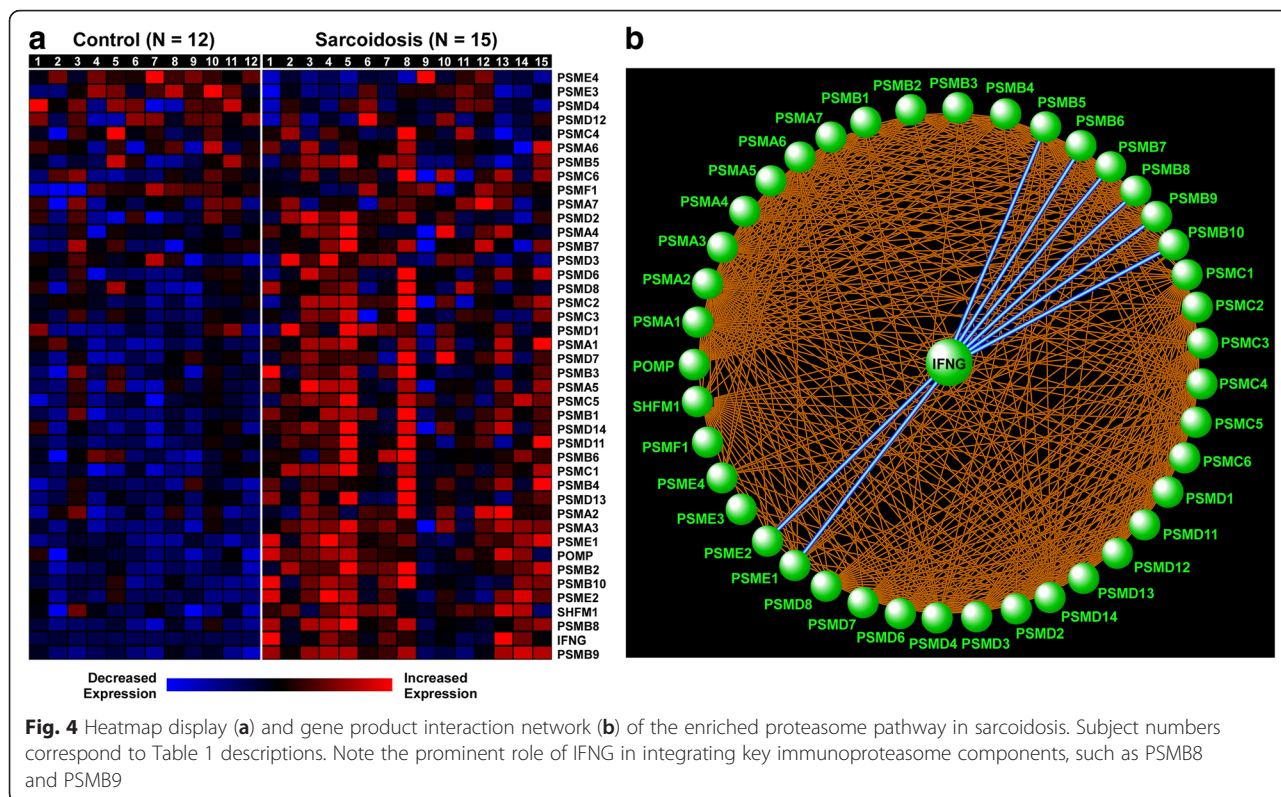 a
Control (N = 12) Sarcoidosis (N = 15)
1 2 3 4 5 6 7 8 9 10 11 12 1 2 3 4 5 6 7 8 9 10 11 12 13 14 15
PSME4
PSME3
PSMD4
PSMD12
PSMC4
PSMA6
PSMB5
PSMC6
PSMF1
PSMA7
PSMD2
PSMA4
PSMB7
PSMD3
PSMD6
PSMD8
PSMC2
PSMC3
PSMD1
PSMA1
PSMD7
PSMB3
PSMA5
PSMC5
PSMB1
PSMD14
PSMD11
PSMB6
PSMC1
PSMB4
PSMD13
PSMA2
PSMA3
PSME1
POMP
PSMB2
PSMB10
PSME2
SHFM1
PSMB8
IFNG
PSMB9
Decreased
Expression
Increased
Expression
b
PSMB3
PSMB4
PSMB5
PSMB6
PSMB7
PSMB8
PSMB9
PSMB10
PSMC1
PSMC2
PSMC3
PSMC4
PSMC5
PSMC6
PSMD1
PSMD11
PSMD12
PSMD13
PSMD14
PSMD2
PSMD3
PSMD4
PSMD6
PSMD7
PSMD8
PSME1
PSME2
PSME3
PSME4
PSMF1
SHFM1
POMP
PSMA1
PSMA2
PSMA3
PSMA4
PSMA5
PSMA6
PSMA7
PSMB1
PSMB2
IFNG
Fig. 4 Heatmap display (a) and gene product interaction network (b) of the enriched proteasome pathway in sarcoidosis. Subject numbers
correspond to Table 1 descriptions. Note the prominent role of IFNG in integrating key immunoproteasome components, such as PSMB8
and PSMB9